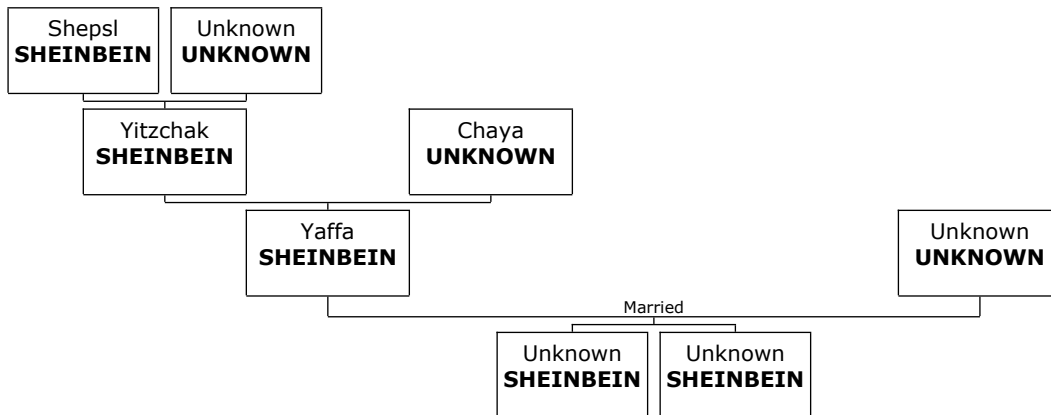 Shepsl
SHEINBEIN
Unknown
UNKNOWN
Yitzchak
SHEINBEIN
Chaya
UNKNOWN
Yaffa
SHEINBEIN
Unknown
UNKNOWN
Married
Unknown
SHEINBEIN
Unknown
SHEINBEIN